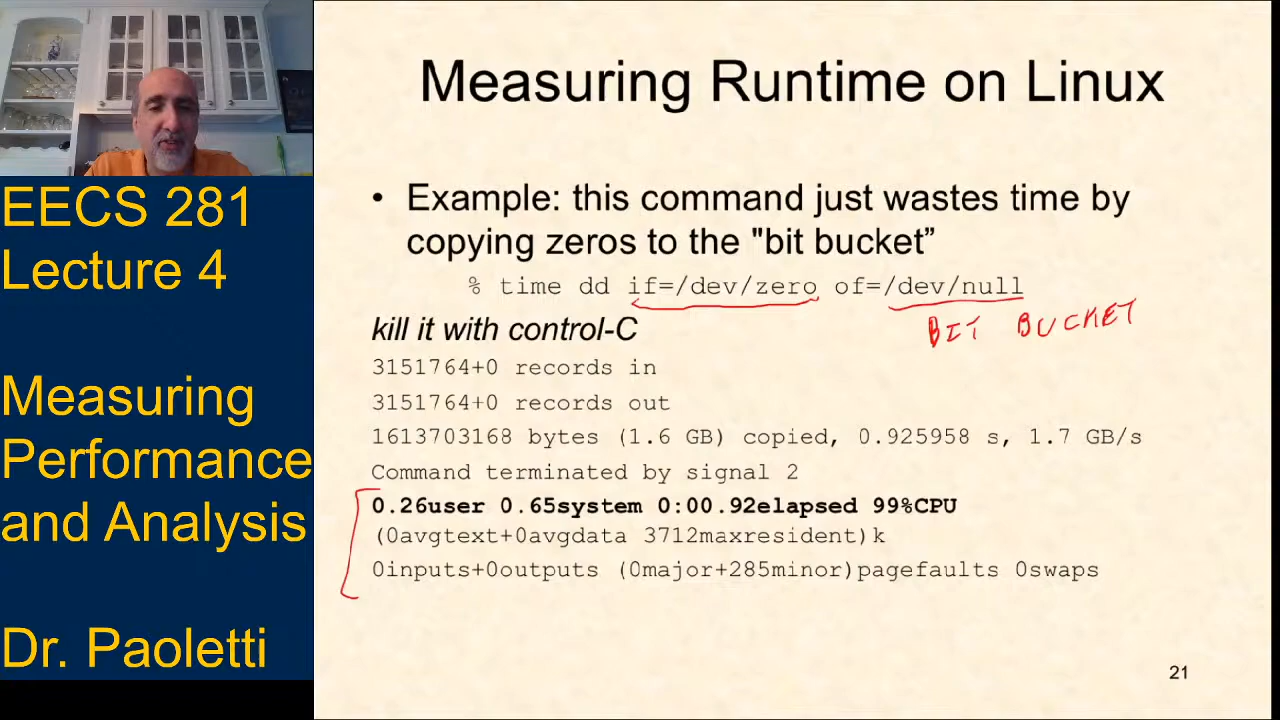 EECS 281
Lecture 4
Measuring
Performance
and Analysis
Dr. Paoletti
Measuring Runtime on Linux
• Example: this command just wastes time by
copying zeros to the "bit bucket”
% time dd if=/dev/zero of=/dev/null
BIT BUCKET
kill it with control-C
3151764+0 records in
3151764+0 records out
1613703168 bytes (1.6 GB) copied, 0.925958 s, 1.7 GB/s
Command terminated by signal 2
0.26user 0.65system 0:00.92elapsed 99%CPU
(0avgtext+0avgdata 3712maxresident)k
0inputs+0outputs (0major+285minor)pagefaults 0swaps
21